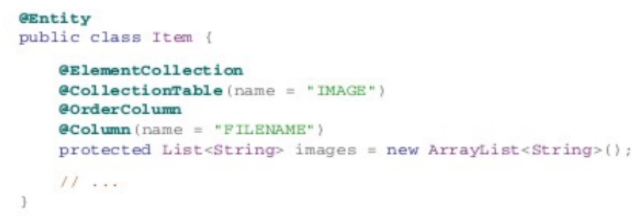 @Entity
public class Item {
@ElementCollection
@CollectionTable(name = "IMAGE")
@OrderColumn
@Column(name = "FILENAME")
protected List<String> images = new ArrayList<String>();
// ...
}